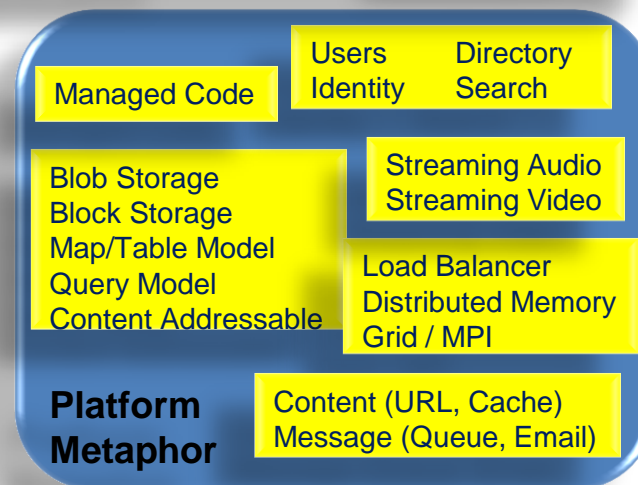 Users Directory
Identity Search
Managed Code
Streaming Audio
Streaming Video
Blob Storage
Block Storage
Map/Table Model
Query Model
Content Addressable
Load Balancer
Distributed Memory
Grid / MPI
Content (URL, Cache)
Message (Queue, Email)
Platform
Metaphor